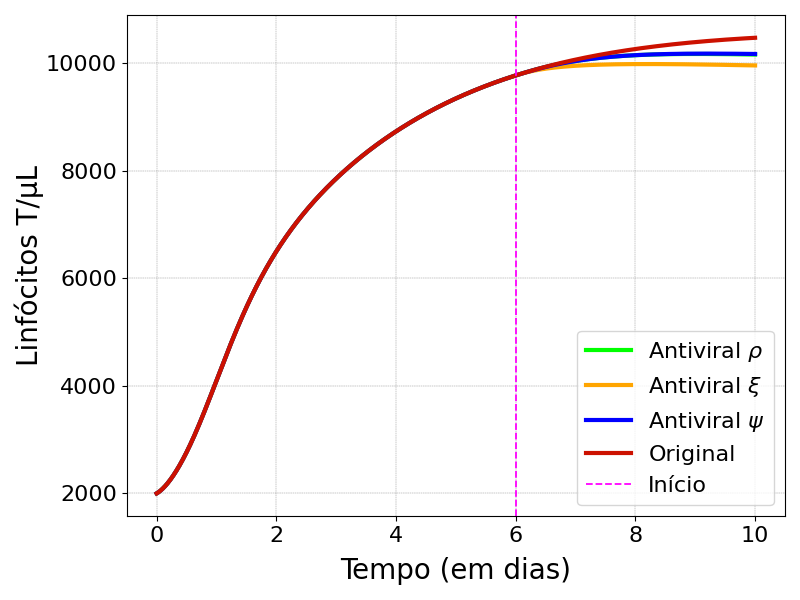 10000
8000
6000
4000
2000
Linfócitos T/μL
0 2 4 6 8 10
Tempo (em dias)
Antiviral ρ
Antiviral ξ
Antiviral ψ
Original
Início